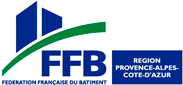 FFB
FEDERATION FRANÇAISE DU BATIMENT
REGION
PROVENCE-ALPES-
COTE-D'AZUR